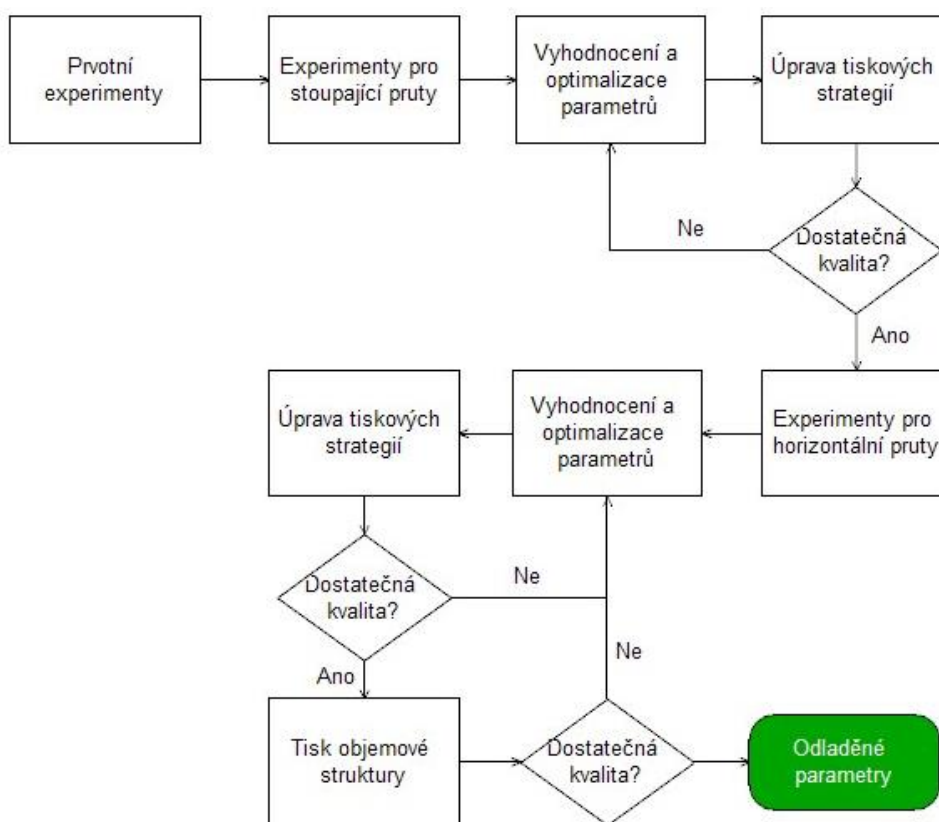 Prvotní
experimenty
Experimenty pro
stoupající pruty
Vyhodnocení a
optimalizace
parametrů
Úprava tiskových
strategií
Ne
Dostatečná
kvalita?
Ano
Úprava tiskových
strategií
Vyhodnocení a
optimalizace
parametrů
Experimenty pro
horizontální pruty
Dostatečná
kvalita?
Ne
Ne
Ano
Tisk objemové
struktury
Dostatečná
kvalita?
Odladěné
parametry